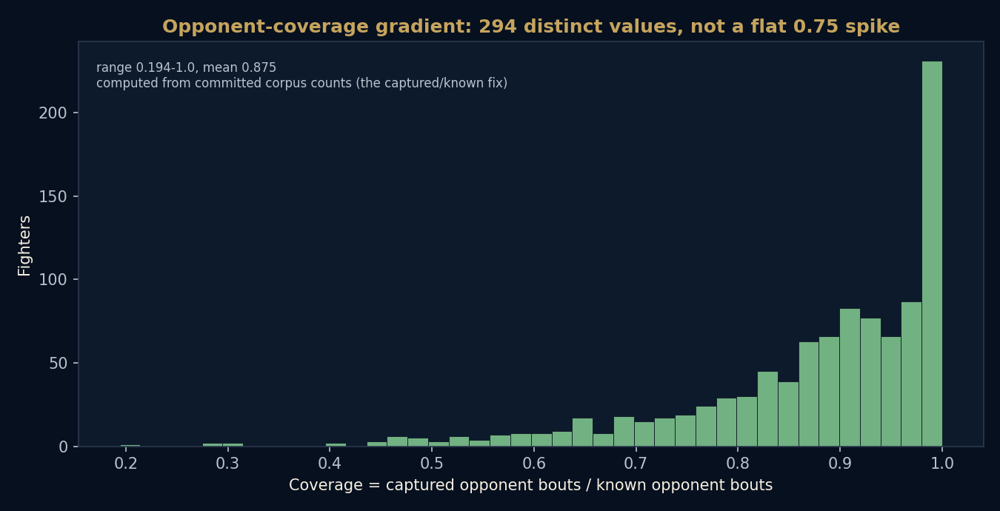 Opponent-coverage gradient: 294 distinct values, not a flat 0.75 spike
range 0.194-1.0, mean 0.875
computed from committed corpus counts (the captured/known fix)
Fighters
200
150
100
50
0
0.2 0.3 0.4 0.5 0.6 0.7 0.8 0.9 1.0
Coverage = captured opponent bouts / known opponent bouts